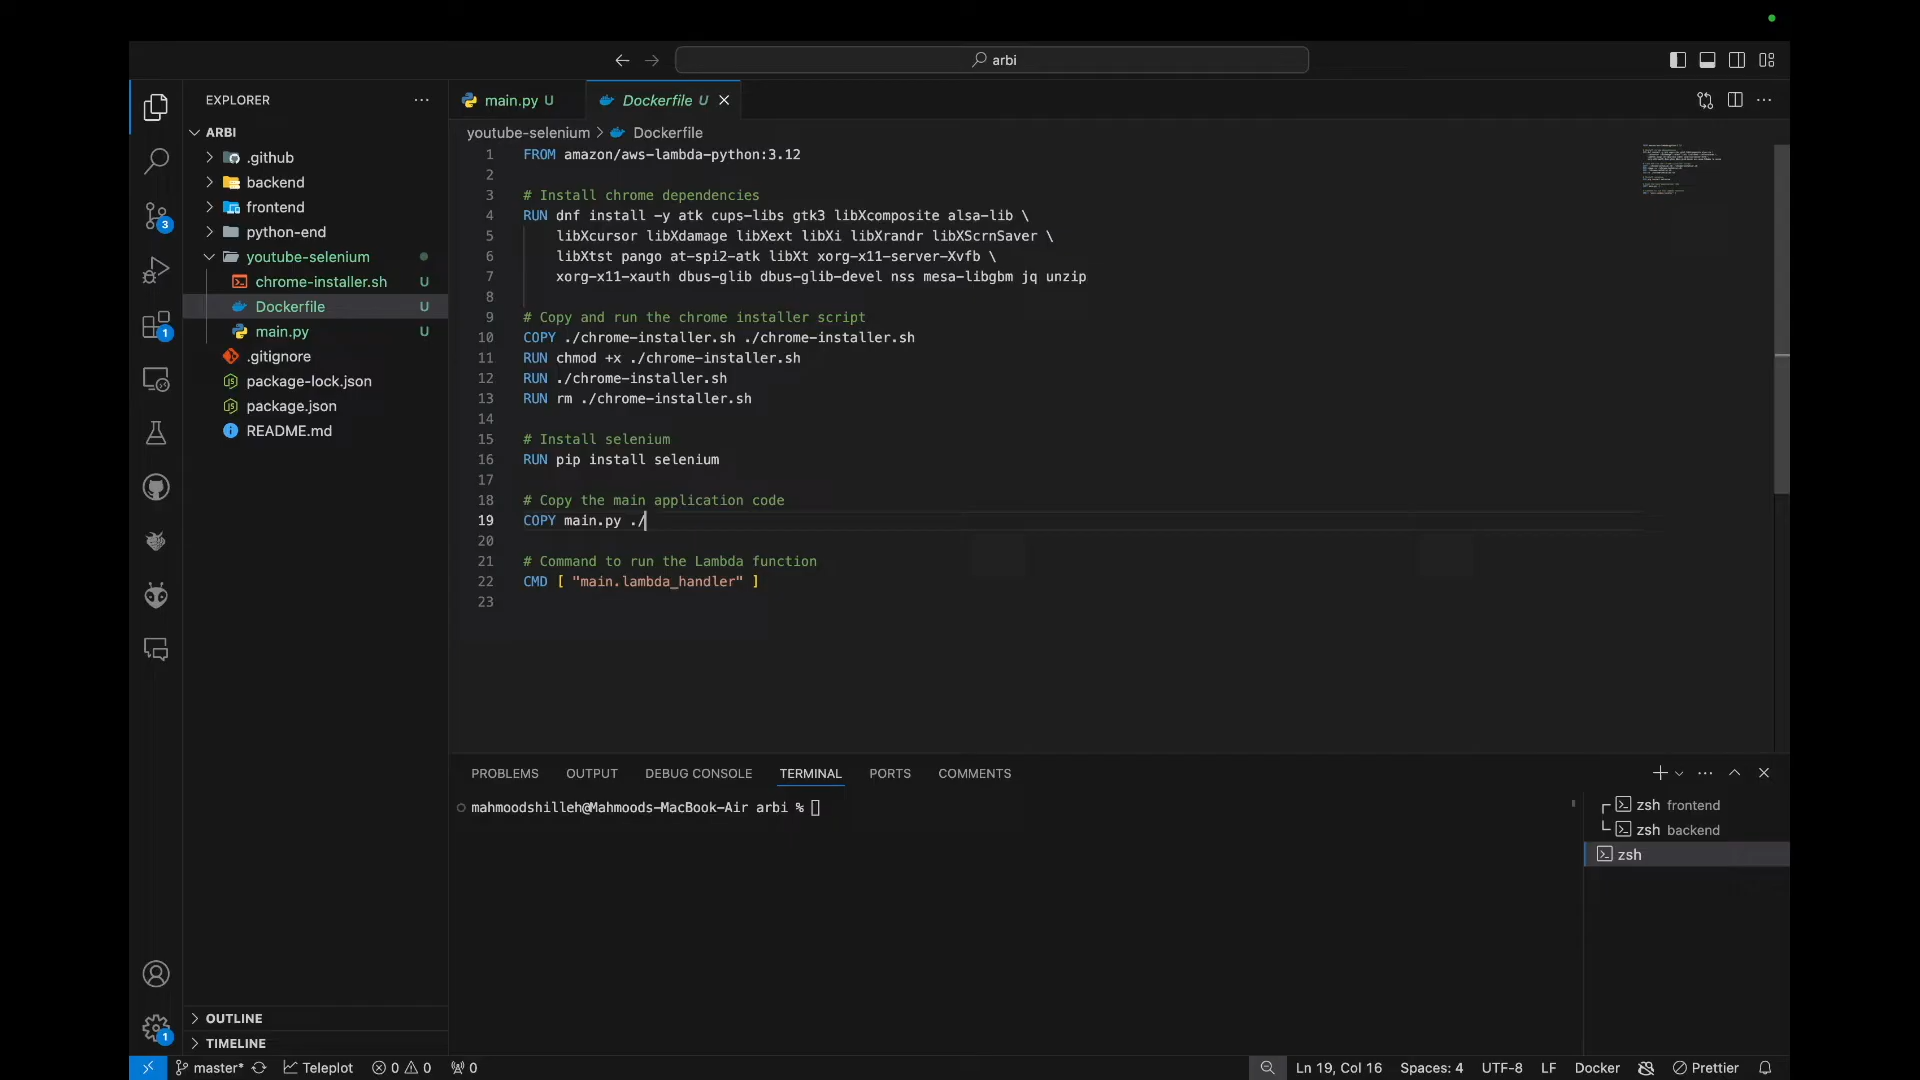 arbi
EXPLORER
ARBI
.github
backend
frontend
python-end
youtube-selenium
chrome-installer.sh U
Dockerfile U
main.py U
.gitignore
package-lock.json
package.json
README.md
OUTLINE
TIMELINE
3
1
1
main.py U
Dockerfile U
youtube-selenium > Dockerfile
1 FROM amazon/aws-lambda-python:3.12
2
3 # Install chrome dependencies
4 RUN dnf install -y atk cups-libs gtk3 libXcomposite alsa-lib \
5 libXcursor libXdamage libXext libXi libXrandr libXScrnSaver \
6 libXtst pango at-spi2-atk libXt xorg-x11-server-Xvfb \
7 xorg-x11-xauth dbus-glib dbus-glib-devel nss mesa-libgbm jq unzip
8
9 # Copy and run the chrome installer script
10 COPY ./chrome-installer.sh ./chrome-installer.sh
11 RUN chmod +x ./chrome-installer.sh
12 RUN ./chrome-installer.sh
13 RUN rm ./chrome-installer.sh
14
15 # Install selenium
16 RUN pip install selenium
17
18 # Copy the main application code
19 COPY main.py ./
20
21 # Command to run the Lambda function
22 CMD [ "main.lambda_handler" ]
23
PROBLEMS OUTPUT DEBUG CONSOLE TERMINAL PORTS COMMENTS
mahmoodshilleh@Mahmoods-MacBook-Air arbi %
zsh frontend
zsh backend
zsh
master* Teleplot 0 0 0 Ln 19, Col 16 Spaces: 4 UTF-8 LF Docker Prettier